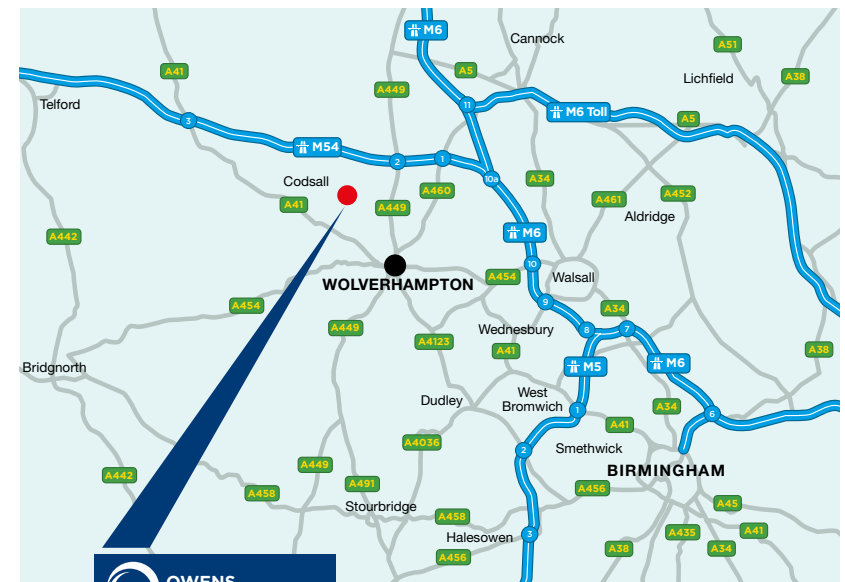 M6
Cannock
A51
Lichfield
A41
A5
A38
Telford
A449
11
M6 Toll
A5
3
M54
2
1
10a
A34
Codsall
A460
A41
A449
A461
A452
Aldridge
A442
M6
10
Walsall
WOLVERHAMPTON
A454
A454
9
A34
A449
Wednesbury
8
7
A4123
A41
A38
Bridgnorth
M5
M6
West
Bromwich
Dudley
1
A34
6
A41
A4036
2
Smethwick
BIRMINGHAM
A449
A442
A458
A491
A456
Stourbridge
A45
A458
Halesowen
3
A435
A41
A456
A38
A34
OWENS